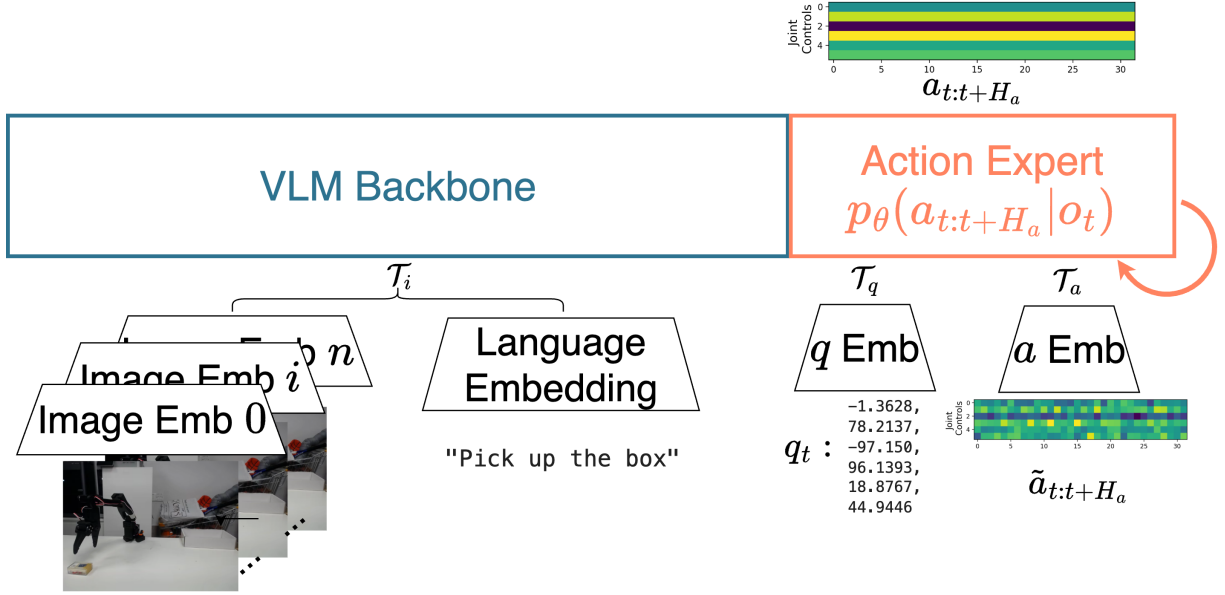 Joint
Controls
0
2
4
0 5 10 15 20 25 30
a_{t:t+H_a}
VLM Backbone
Action Expert
p_θ(a_{t:t+H_a}|o_t)
𝒯_i
𝒯_q
𝒯_a
Emb n
Image Emb i
Image Emb 0
Language
Embedding
q Emb
a Emb
"Pick up the box"
q_t :
−1.3628,
78.2137,
−97.150,
96.1393,
18.8767,
44.9446
Joint
Controls
0
2
4
0 5 10 15 20 25 30
ã_{t:t+H_a}